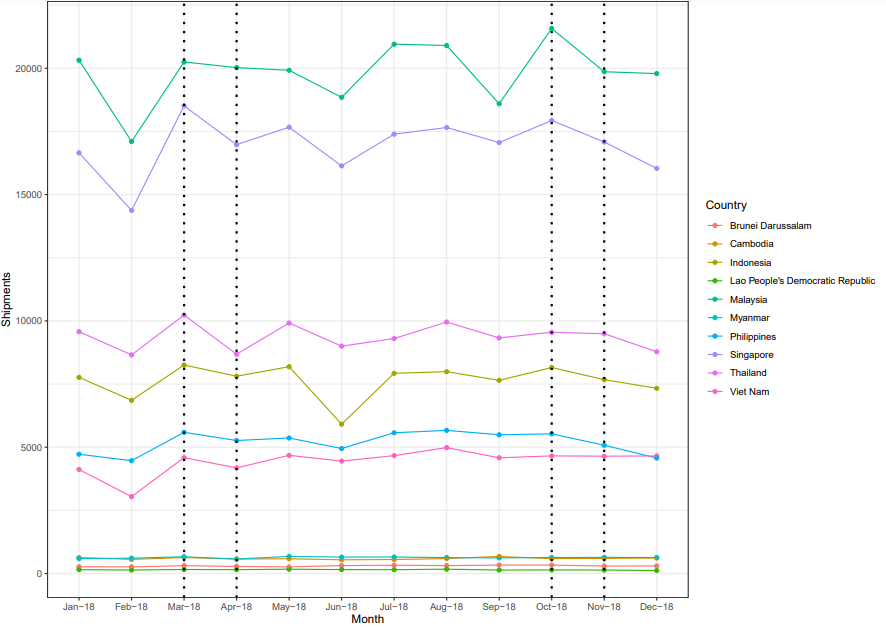 Shipments
20000
15000
10000
5000
0
Jan−18 Feb−18 Mar−18 Apr−18 May−18 Jun−18 Jul−18 Aug−18 Sep−18 Oct−18 Nov−18 Dec−18
Month
Country
Brunei Darussalam
Cambodia
Indonesia
Lao People's Democratic Republic
Malaysia
Myanmar
Philippines
Singapore
Thailand
Viet Nam